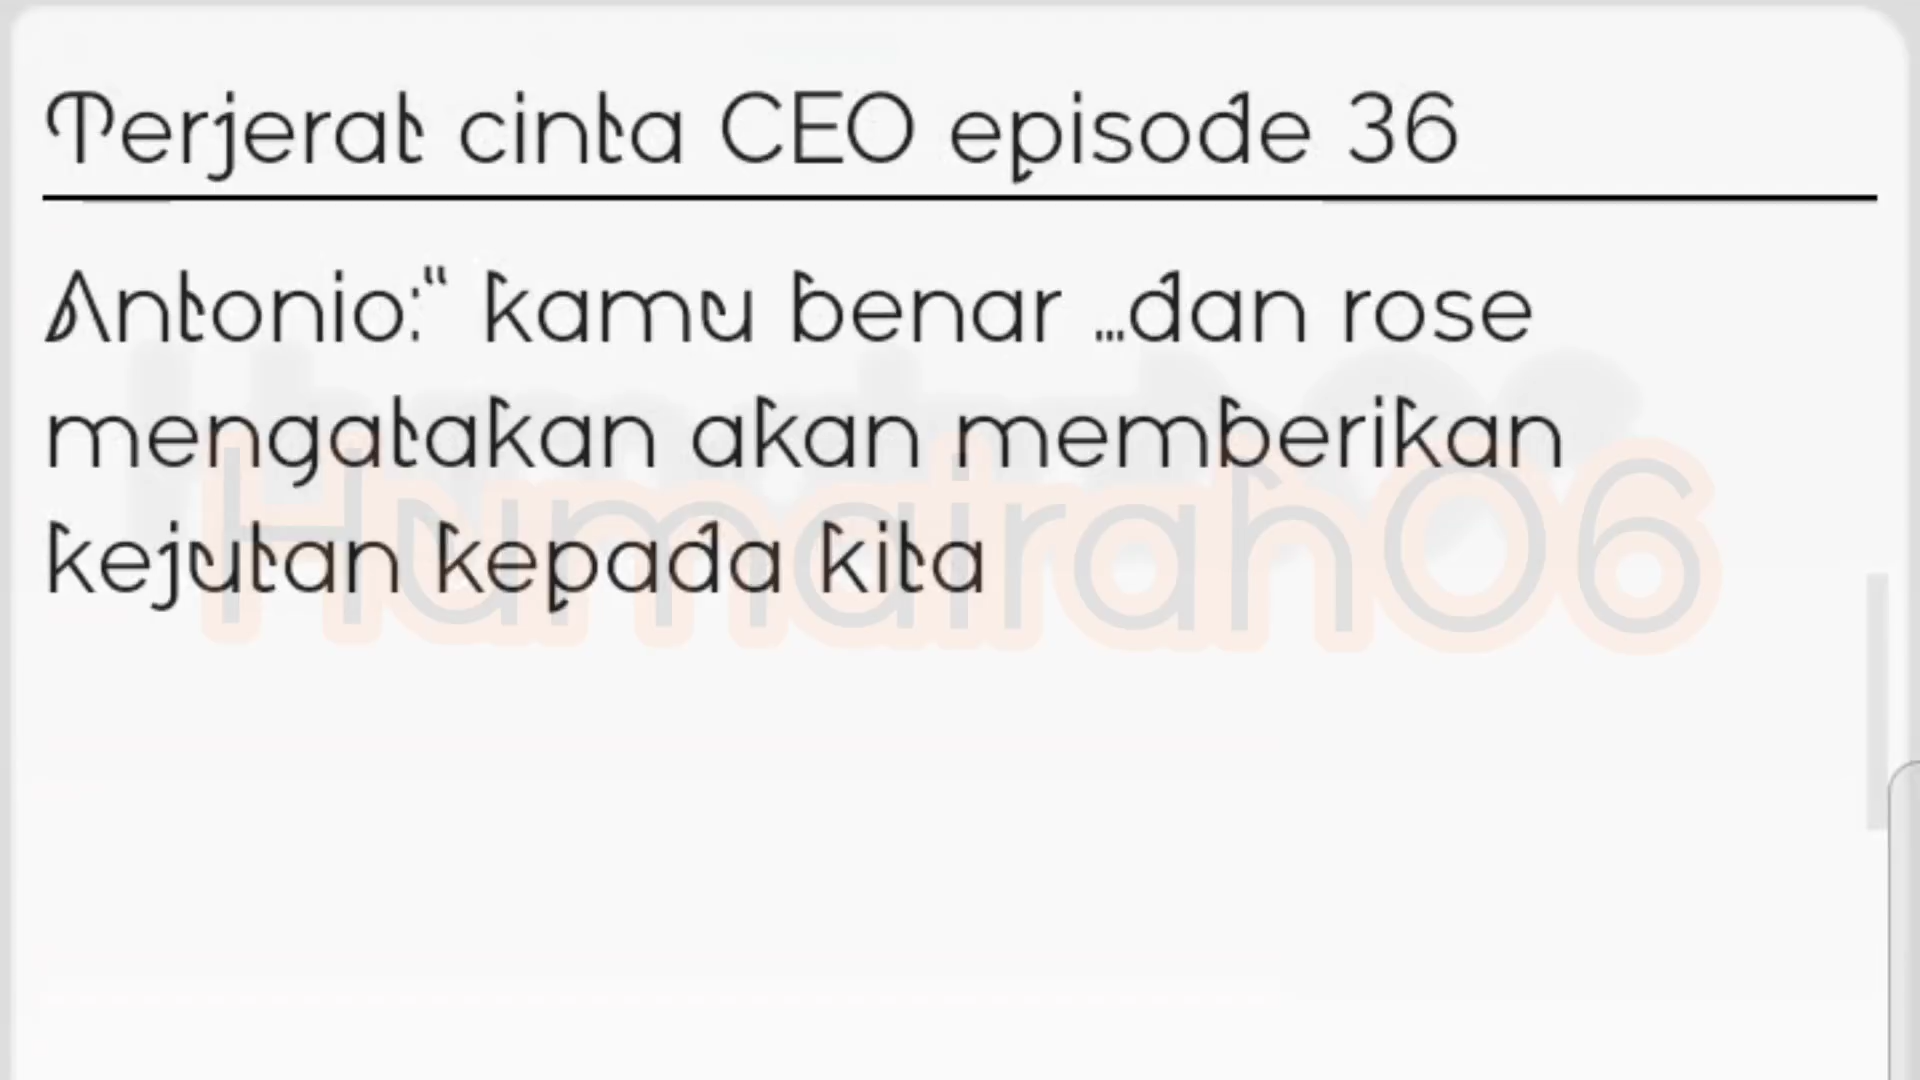 Terjerat cinta CEO episode 36
Antonio:“ kamu benar ...dan rose
mengatakan akan memberikan
kejutan kepada kita
Humairah06